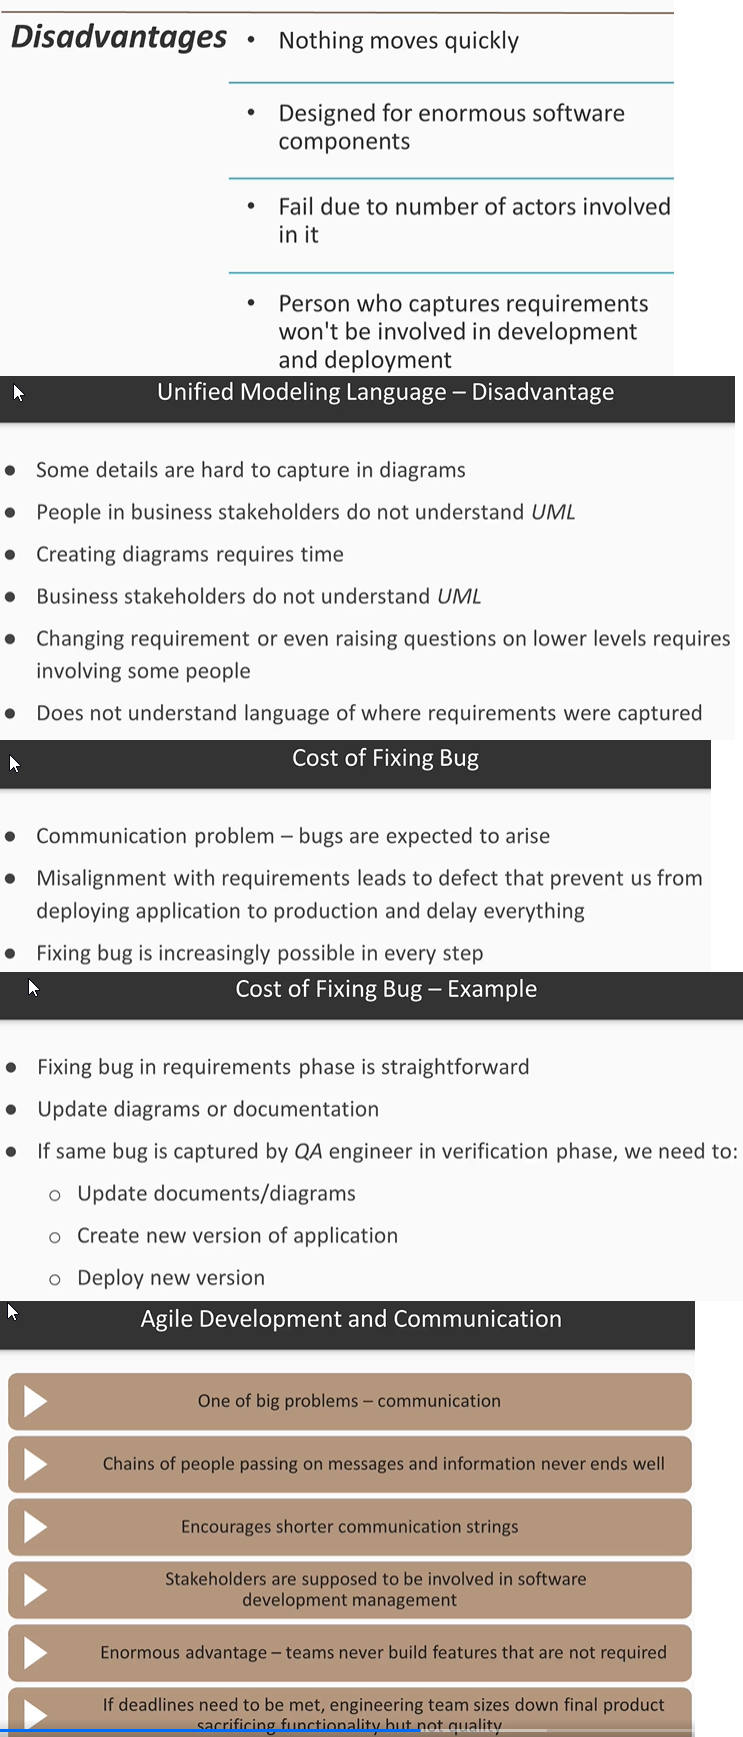 Disadvantages
• Nothing moves quickly
• Designed for enormous software
components
• Fail due to number of actors involved
in it
• Person who captures requirements
won't be involved in development
and deployment
Unified Modeling Language – Disadvantage
● Some details are hard to capture in diagrams
● People in business stakeholders do not understand UML
● Creating diagrams requires time
● Business stakeholders do not understand UML
● Changing requirement or even raising questions on lower levels requires
involving some people
● Does not understand language of where requirements were captured
Cost of Fixing Bug
● Communication problem – bugs are expected to arise
● Misalignment with requirements leads to defect that prevent us from
deploying application to production and delay everything
● Fixing bug is increasingly possible in every step
Cost of Fixing Bug – Example
● Fixing bug in requirements phase is straightforward
● Update diagrams or documentation
● If same bug is captured by QA engineer in verification phase, we need to:
o Update documents/diagrams
o Create new version of application
o Deploy new version
Agile Development and Communication
One of big problems – communication
Chains of people passing on messages and information never ends well
Encourages shorter communication strings
Stakeholders are supposed to be involved in software
development management
Enormous advantage – teams never build features that are not required
If deadlines need to be met, engineering team sizes down final product
sacrificing functionality but not quality